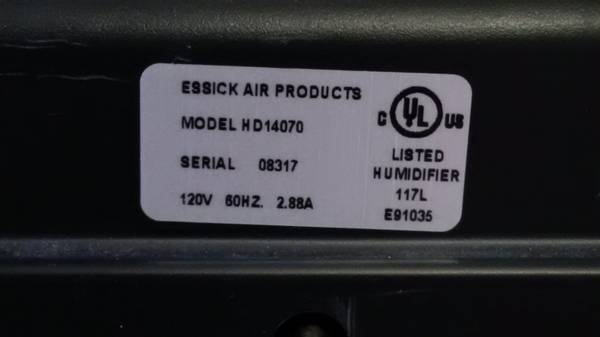 ESSICK AIR PRODUCTS
MODEL HD14070
SERIAL 08317
120V 60HZ. 2.88A
C UL US
LISTED
HUMIDIFIER
117L
E91035